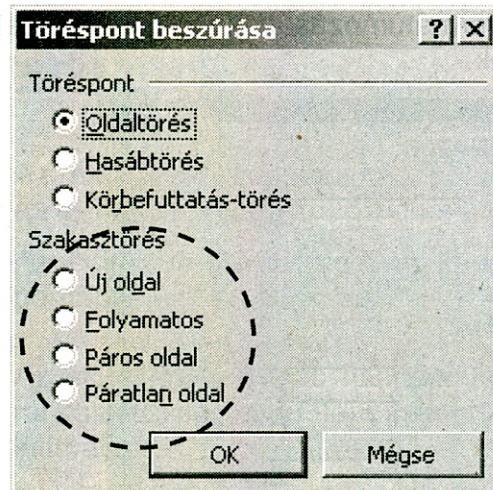 Töréspont beszúrása
Töréspont
Oldaltörés
Hasábtörés
Körbefuttatás-törés
Szakasztörés
Új oldal
Folyamatos
Páros oldal
Páratlan oldal
OK
Mégse